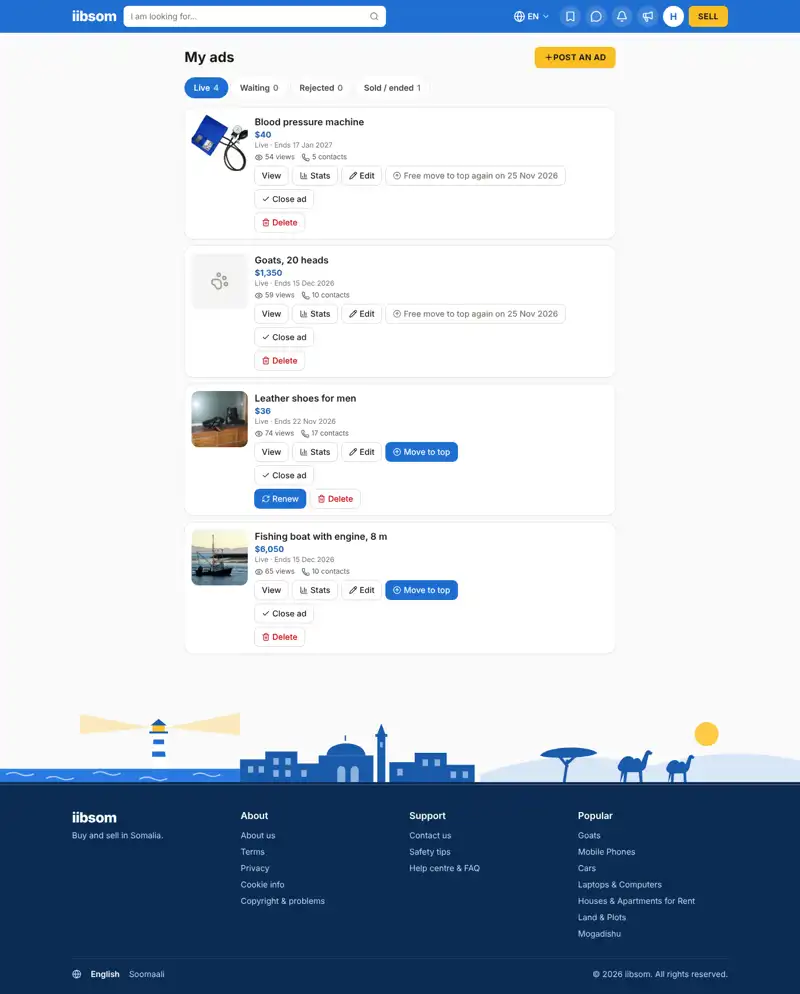 iibsom
I am looking for...
EN
H
SELL
My ads
+POST AN AD
Live 4
Waiting 0
Rejected 0
Sold / ended 1
Blood pressure machine
$40
Live · Ends 17 Jan 2027
54 views 5 contacts
View Stats Edit Free move to top again on 25 Nov 2026
Close ad
Delete
Goats, 20 heads
$1,350
Live · Ends 15 Dec 2026
59 views 10 contacts
View Stats Edit Free move to top again on 25 Nov 2026
Close ad
Delete
Leather shoes for men
$36
Live · Ends 22 Nov 2026
74 views 17 contacts
View Stats Edit Move to top
Close ad
Renew Delete
Fishing boat with engine, 8 m
$6,050
Live · Ends 15 Dec 2026
65 views 10 contacts
View Stats Edit Move to top
Close ad
Delete
iibsom
Buy and sell in Somalia.
About
About us
Terms
Privacy
Cookie info
Copyright & problems
Support
Contact us
Safety tips
Help centre & FAQ
Popular
Goats
Mobile Phones
Cars
Laptops & Computers
Houses & Apartments for Rent
Land & Plots
Mogadishu
English Soomaali
© 2026 iibsom. All rights reserved.